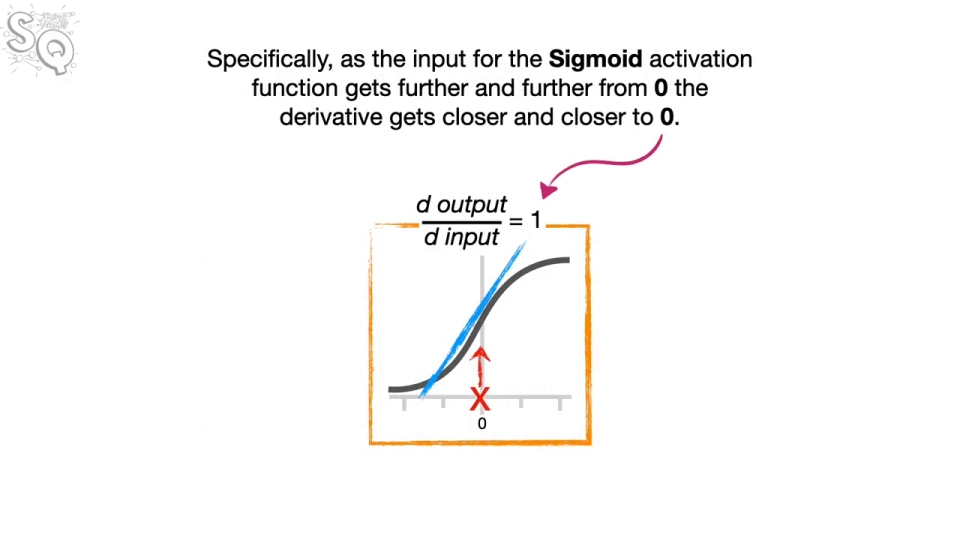 SQ
Specifically, as the input for the Sigmoid activation
function gets further and further from 0 the
derivative gets closer and closer to 0.
d output
d input
= 1
X
0